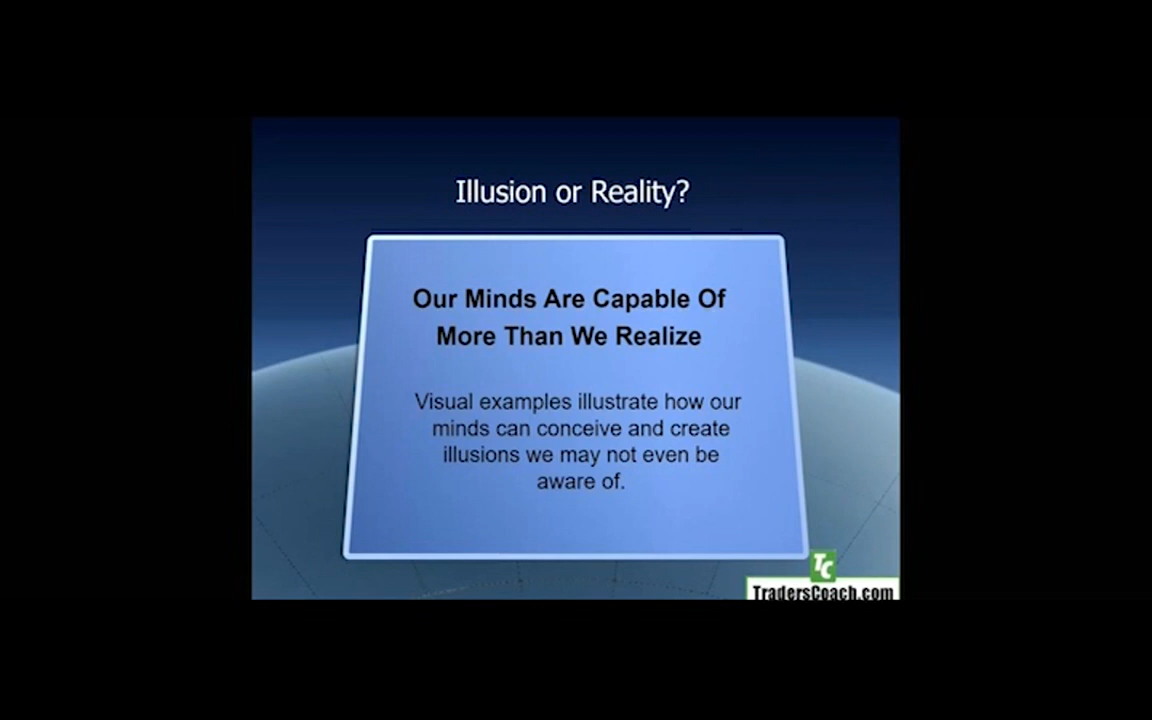 Illusion or Reality?
Our Minds Are Capable Of
More Than We Realize
Visual examples illustrate how our
minds can conceive and create
illusions we may not even be
aware of.
TC
TradersCoach.com